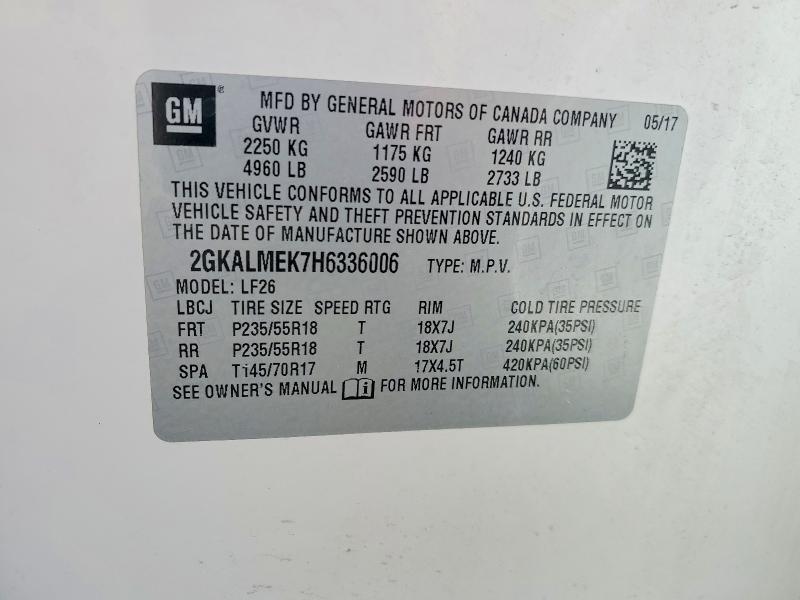 GM ® MFD BY GENERAL MOTORS OF CANADA COMPANY 05/17
GVWR GAWR FRT GAWR RR
2250 KG 1175 KG 1240 KG
4960 LB 2590 LB 2733 LB
THIS VEHICLE CONFORMS TO ALL APPLICABLE U.S. FEDERAL MOTOR
VEHICLE SAFETY AND THEFT PREVENTION STANDARDS IN EFFECT ON
THE DATE OF MANUFACTURE SHOWN ABOVE.
2GKALMEK7H6336006 TYPE: M.P.V.
MODEL: LF26
LBCJ TIRE SIZE SPEED RTG RIM COLD TIRE PRESSURE
FRT P235/55R18 T 18X7J 240KPA(35PSI)
RR P235/55R18 T 18X7J 240KPA(35PSI)
SPA T145/70R17 M 17X4.5T 420KPA(60PSI)
SEE OWNER'S MANUAL i FOR MORE INFORMATION.